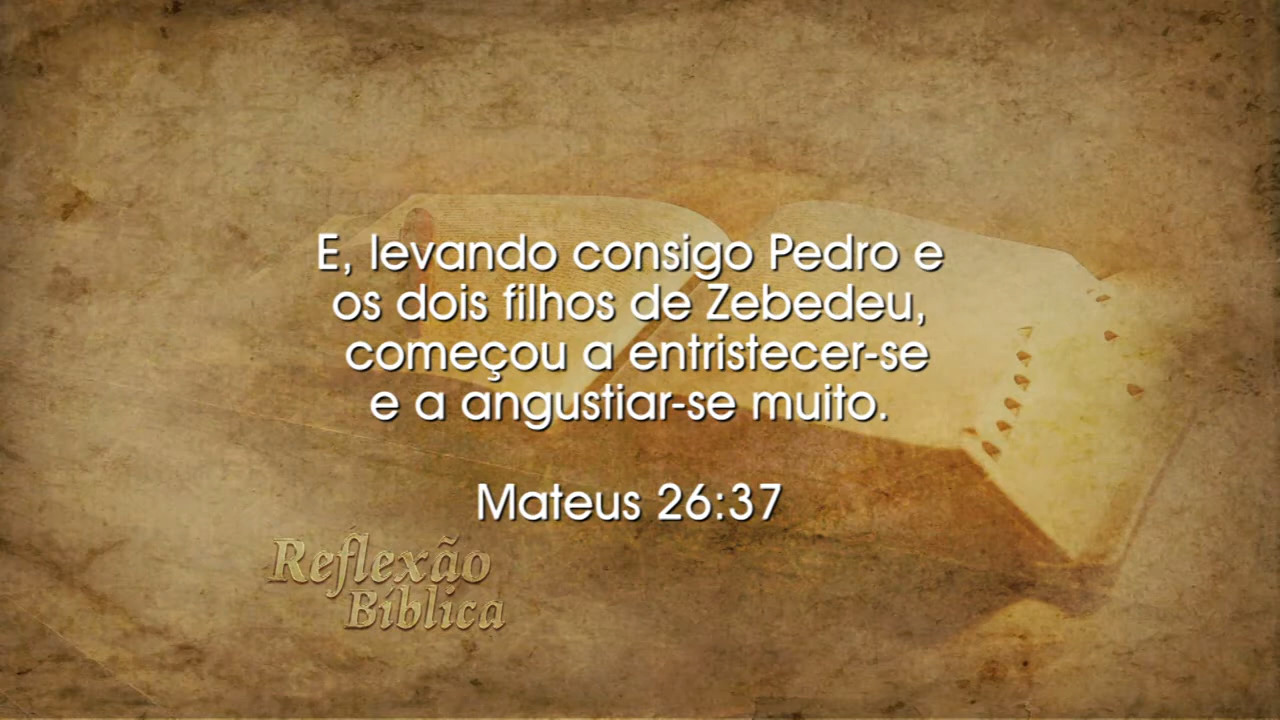 E, levando consigo Pedro e
os dois filhos de Zebedeu,
começou a entristecer-se
e a angustiar-se muito.
Mateus 26:37
Reflexão
Bíblica